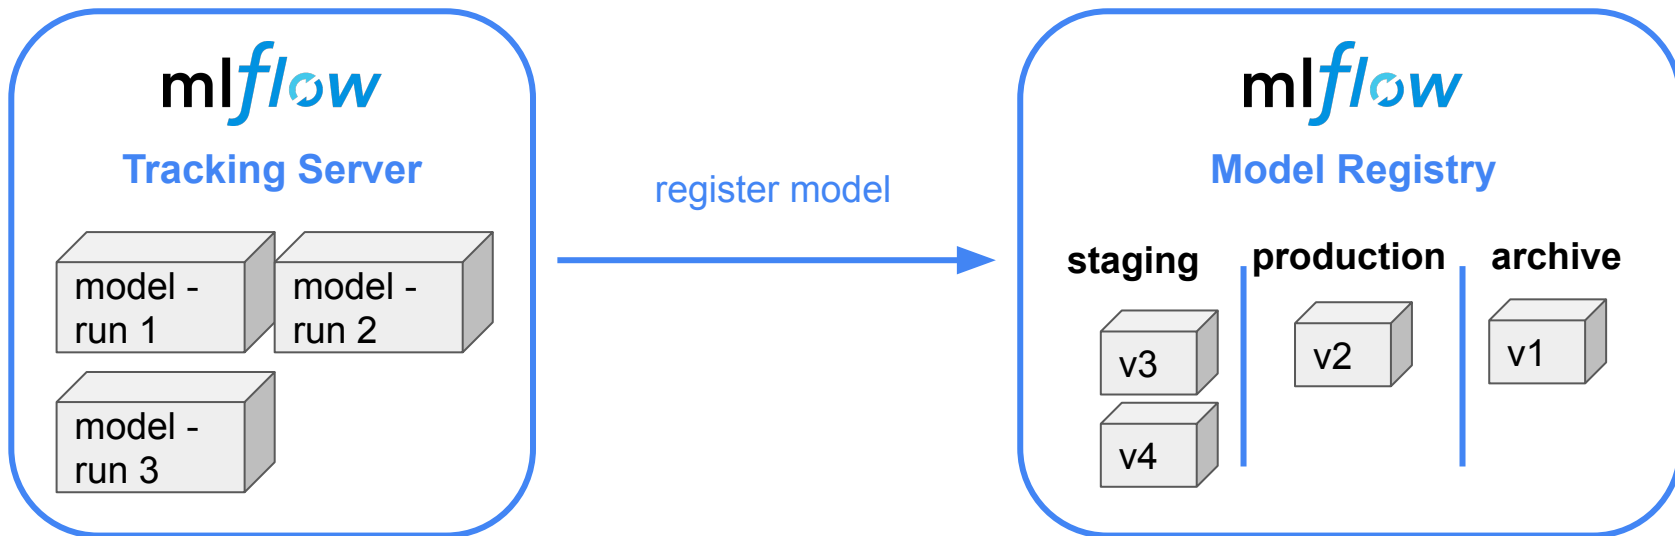 mlflow
Tracking Server
model -
run 1
model -
run 2
model -
run 3
register model
mlflow
Model Registry
staging
production
archive
v3
v4
v2
v1